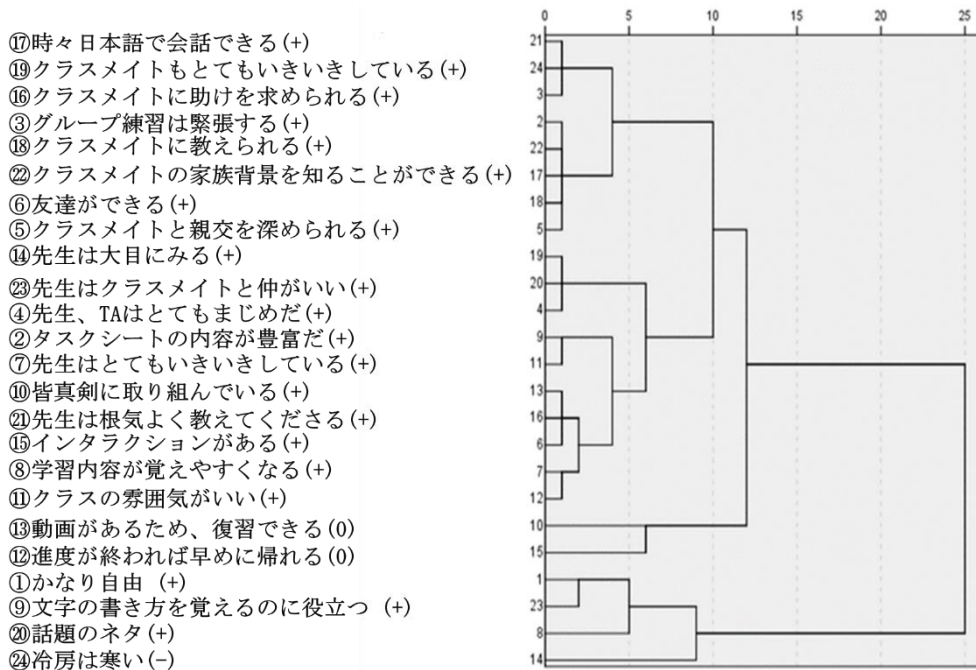 0 5 10 15 20 25
⑰時々日本語で会話できる(+)
⑲クラスメイトもとてもいきいきしている(+)
⑯クラスメイトに助けを求められる(+)
③グループ練習は緊張する(+)
⑱クラスメイトに教えられる(+)
㉒クラスメイトの家族背景を知ることができる(+)
⑥友達ができる(+)
⑤クラスメイトと親交を深められる(+)
⑭先生は大目にみる(+)
㉓先生はクラスメイトと仲がいい(+)
④先生、TAはとてもまじめだ(+)
②タスクシートの内容が豊富だ(+)
⑦先生はとてもいきいきしている(+)
⑩皆真剣に取り組んでいる(+)
㉑先生は根気よく教えてくださる(+)
⑮インタラクションがある(+)
⑧学習内容が覚えやすくなる(+)
⑪クラスの雰囲気がいい(+)
⑬動画があるため、復習できる(0)
⑫進度が終われば早めに帰れる(0)
①かなり自由 (+)
⑨文字の書き方を覚えるのに役立つ (+)
⑳話題のネタ(+)
㉔冷房は寒い(-)
21
24
3
2
22
17
18
5
19
20
4
9
11
13
16
6
7
12
10
15
1
23
8
14